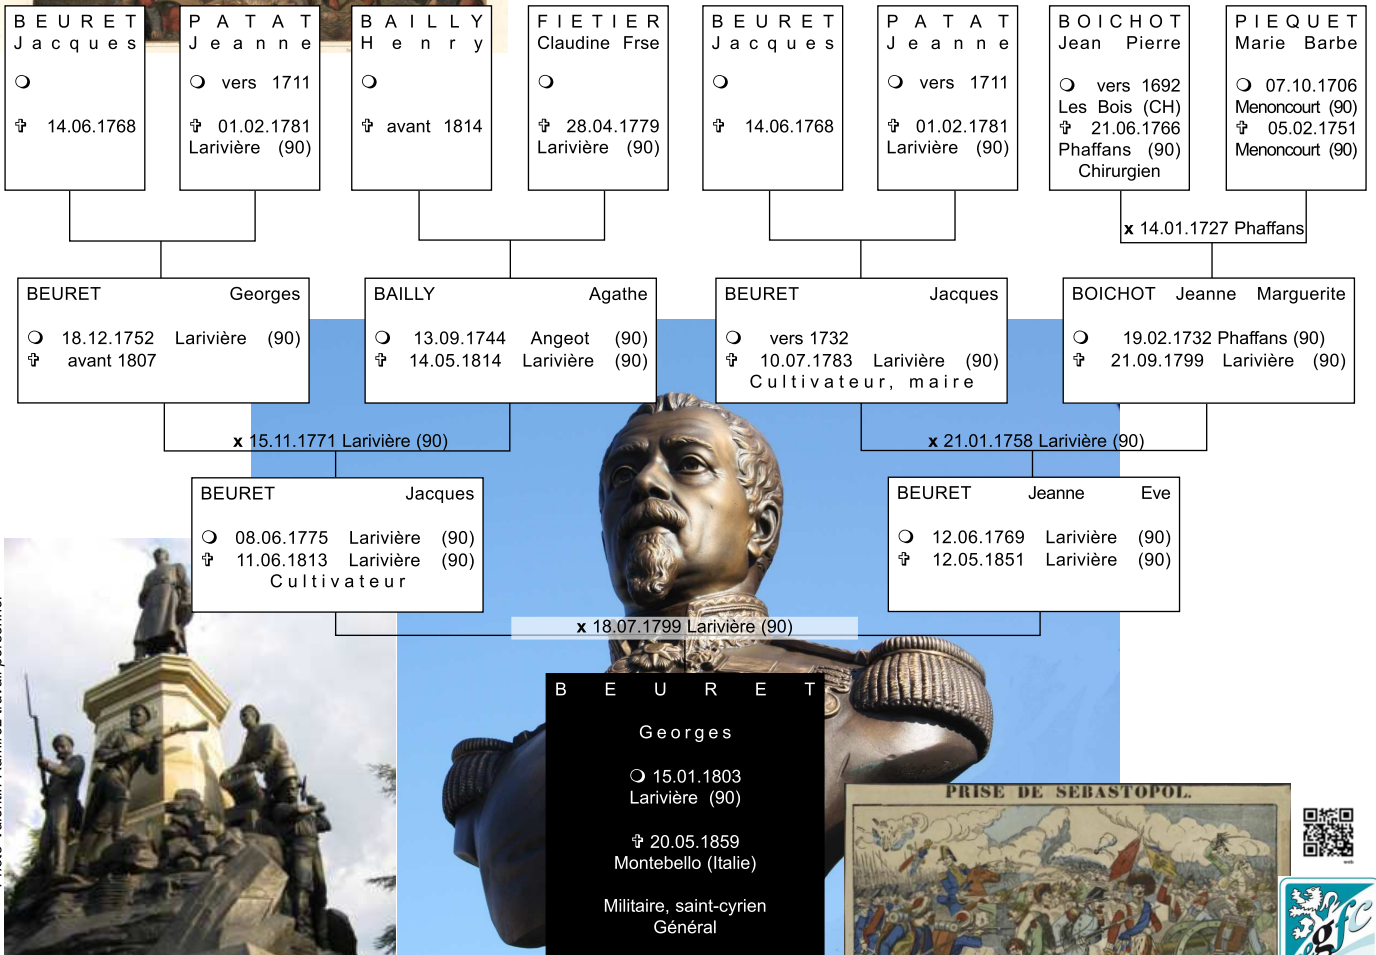 BEURET
Jacques
❍
✞ 14.06.1768
PATAT
Jeanne
❍ vers 1711
✞ 01.02.1781
Larivière (90)
BAILLY
Henry
❍
✞ avant 1814
FIETIER
Claudine Frse
❍
✞ 28.04.1779
Larivière (90)
BEURET
Jacques
❍
✞ 14.06.1768
PATAT
Jeanne
❍ vers 1711
✞ 01.02.1781
Larivière (90)
BOICHOT
Jean Pierre
❍ vers 1692
Les Bois (CH)
✞ 21.06.1766
Phaffans (90)
Chirurgien
PIEQUET
Marie Barbe
❍ 07.10.1706
Menoncourt (90)
✞ 05.02.1751
Menoncourt (90)
x 14.01.1727 Phaffans
BEURET Georges
❍ 18.12.1752 Larivière (90)
✞ avant 1807
BAILLY Agathe
❍ 13.09.1744 Angeot (90)
✞ 14.05.1814 Larivière (90)
BEURET Jacques
❍ vers 1732
✞ 10.07.1783 Larivière (90)
Cultivateur, maire
BOICHOT Jeanne Marguerite
❍ 19.02.1732 Phaffans (90)
✞ 21.09.1799 Larivière (90)
x 15.11.1771 Larivière (90)
x 21.01.1758 Larivière (90)
BEURET Jacques
❍ 08.06.1775 Larivière (90)
✞ 11.06.1813 Larivière (90)
Cultivateur
BEURET Jeanne Eve
❍ 12.06.1769 Larivière (90)
✞ 12.05.1851 Larivière (90)
x 18.07.1799 Larivière (90)
BEURET
Georges
❍ 15.01.1803
Larivière (90)
✞ 20.05.1859
Montebello (Italie)
Militaire, saint-cyrien
Général
PRISE DE SEBASTOPOL.
gfc